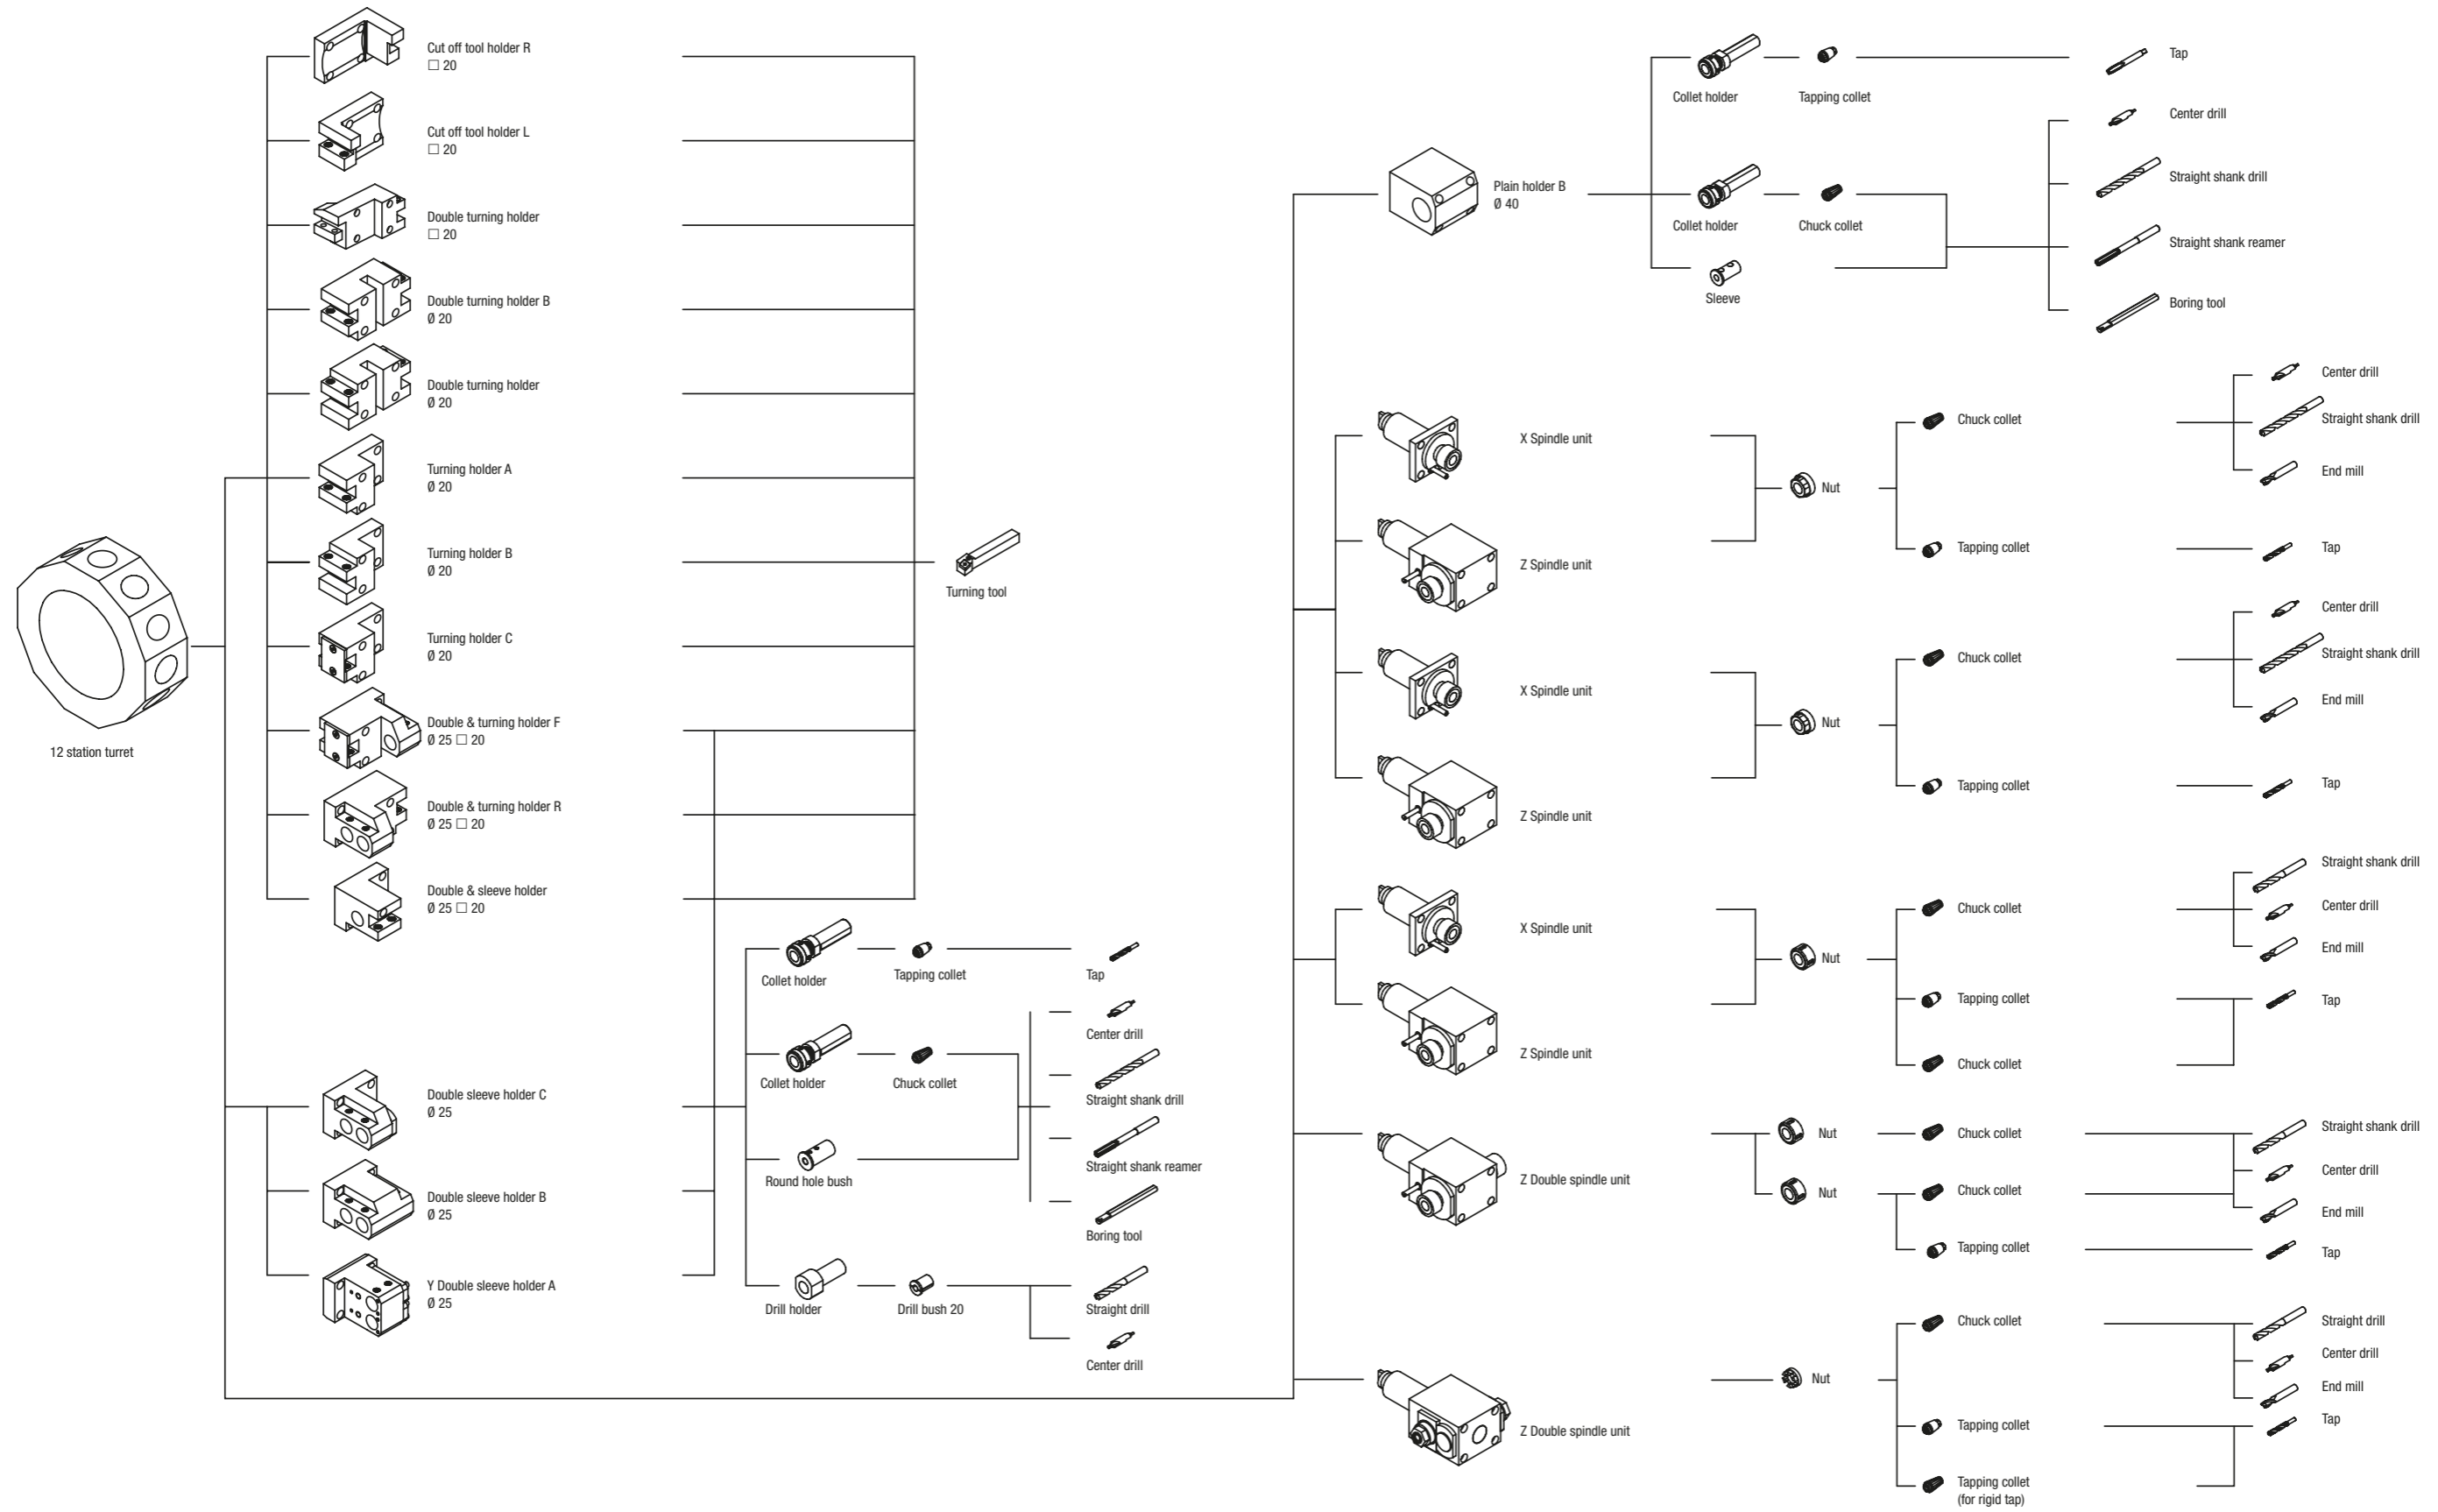 12 station turret
Cut off tool holder R
□ 20
Cut off tool holder L
□ 20
Double turning holder
□ 20
Double turning holder B
Ø 20
Double turning holder
Ø 20
Turning holder A
Ø 20
Turning holder B
Ø 20
Turning holder C
Ø 20
Double & turning holder F
Ø 25 □ 20
Double & turning holder R
Ø 25 □ 20
Double & sleeve holder
Ø 25 □ 20
Turning tool
Double sleeve holder C
Ø 25
Double sleeve holder B
Ø 25
Y Double sleeve holder A
Ø 25
Collet holder
Tapping collet
Tap
Collet holder
Chuck collet
Round hole bush
Center drill
Straight shank drill
Straight shank reamer
Boring tool
Drill holder
Drill bush 20
Straight drill
Center drill
Plain holder B
Ø 40
Collet holder
Tapping collet
Tap
Collet holder
Chuck collet
Sleeve
Center drill
Straight shank drill
Straight shank reamer
Boring tool
X Spindle unit
Z Spindle unit
Nut
Chuck collet
Center drill
Straight shank drill
End mill
Tapping collet
Tap
X Spindle unit
Z Spindle unit
Nut
Chuck collet
Center drill
Straight shank drill
End mill
Tapping collet
Tap
X Spindle unit
Z Spindle unit
Nut
Chuck collet
Straight shank drill
Center drill
End mill
Tapping collet
Tap
Chuck collet
Z Double spindle unit
Nut
Chuck collet
Straight shank drill
Center drill
End mill
Nut
Chuck collet
Tapping collet
Tap
Z Double spindle unit
Nut
Chuck collet
Straight drill
Center drill
End mill
Tapping collet
Tap
Tapping collet
(for rigid tap)